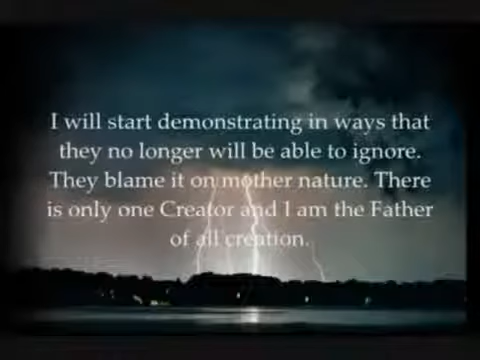 I will start demonstrating in ways that
they no longer will be able to ignore.
They blame it on mother nature. There
is only one Creator and I am the Father
of all creation.